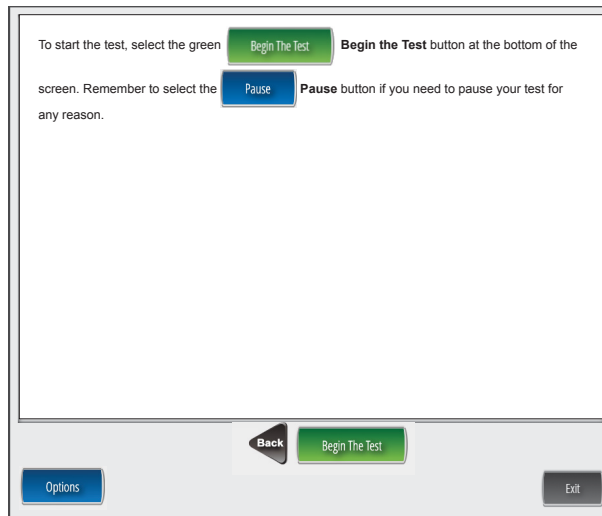 To start the test, select the green Begin The Test Begin the Test button at the bottom of the
screen. Remember to select the Pause Pause button if you need to pause your test for
any reason.
Back Begin The Test
Options Exit